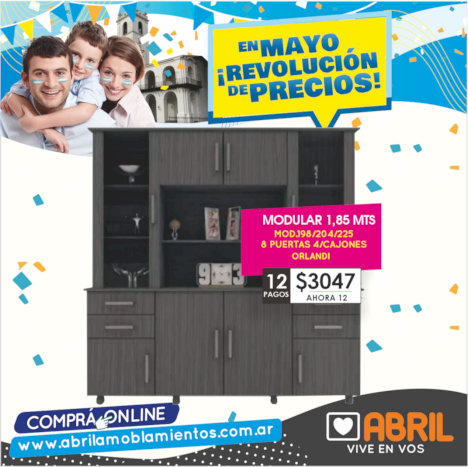 EN MAYO
¡REVOLUCIÓN
DE PRECIOS!
MODULAR 1,85 MTS
MOD.198/204/225
8 PUERTAS 4/CAJONES
ORLANDI
12 PAGOS
$3047
AHORA 12
COMPRÁ ONLINE
www.abrilamoblamientos.com.ar
ABRIL
VIVE EN VOS